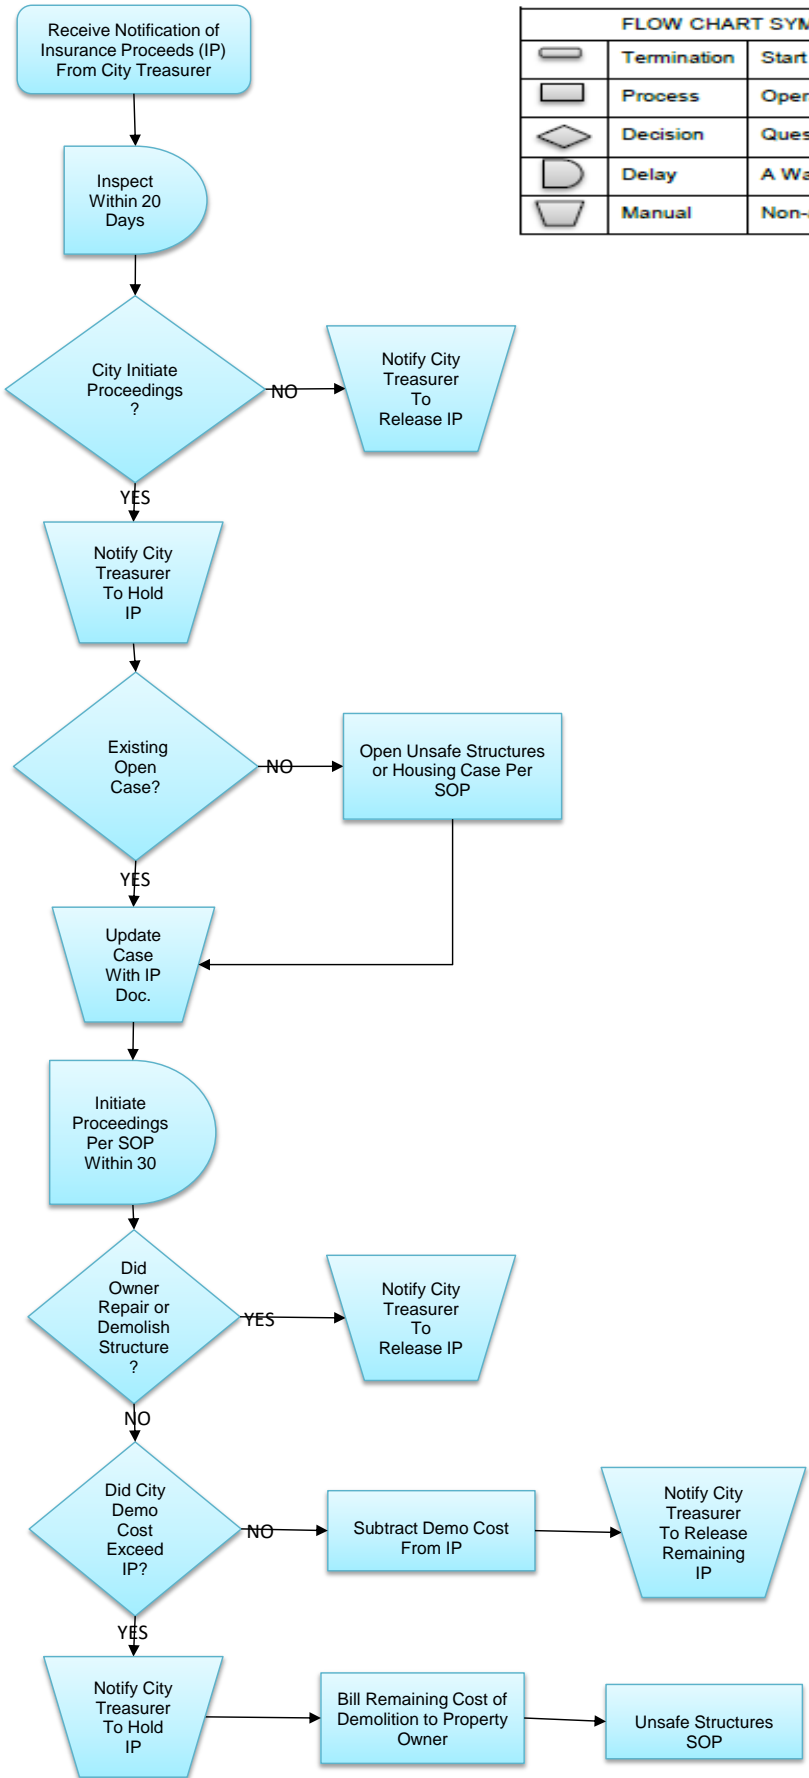 Receive Notification of
Insurance Proceeds (IP)
From City Treasurer
FLOW CHART SYM
Termination Start
Process Oper
Decision Ques
Delay A Wa
Manual Non-
Inspect
Within 20
Days
City Initiate
Proceedings
?
NO
Notify City
Treasurer
To
Release IP
YES
Notify City
Treasurer
To Hold
IP
Existing
Open
Case?
NO
Open Unsafe Structures
or Housing Case Per
SOP
YES
Update
Case
With IP
Doc.
Initiate
Proceedings
Per SOP
Within 30
Did
Owner
Repair or
Demolish
Structure
?
YES
Notify City
Treasurer
To
Release IP
NO
Did City
Demo
Cost
Exceed
IP?
NO
Subtract Demo Cost
From IP
Notify City
Treasurer
To Release
Remaining
IP
YES
Notify City
Treasurer
To Hold
IP
Bill Remaining Cost of
Demolition to Property
Owner
Unsafe Structures
SOP